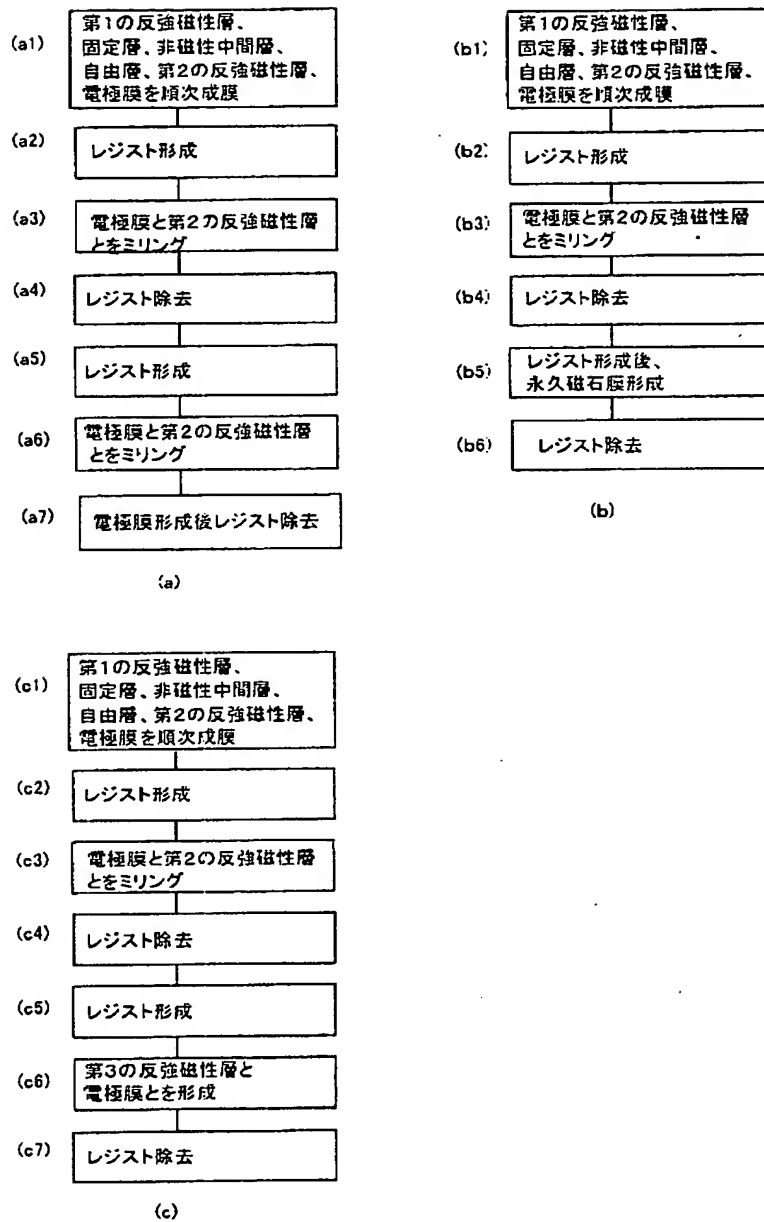 (a1)
第1の反強磁性層、
固定層、非磁性中間層、
自由層、第2の反強磁性層、
電極膜を順次成膜
(a2)
レジスト形成
(a3)
電極膜と第2の反強磁性層
とをミリング
(a4)
レジスト除去
(a5)
レジスト形成
(a6)
電極膜と第2の反強磁性層
とをミリング
(a7)
電極膜形成後レジスト除去
(a)
(b1)
第1の反強磁性層、
固定層、非磁性中間層、
自由層、第2の反強磁性層、
電極膜を順次成膜
(b2)
レジスト形成
(b3)
電極膜と第2の反強磁性層
とをミリング
(b4)
レジスト除去
(b5)
レジスト形成後、
永久磁石膜形成
(b6)
レジスト除去
(b)
(c1)
第1の反強磁性層、
固定層、非磁性中間層、
自由層、第2の反強磁性層、
電極膜を順次成膜
(c2)
レジスト形成
(c3)
電極膜と第2の反強磁性層
とをミリング
(c4)
レジスト除去
(c5)
レジスト形成
(c6)
第3の反強磁性層と
電極膜とを形成
(c7)
レジスト除去
(c)